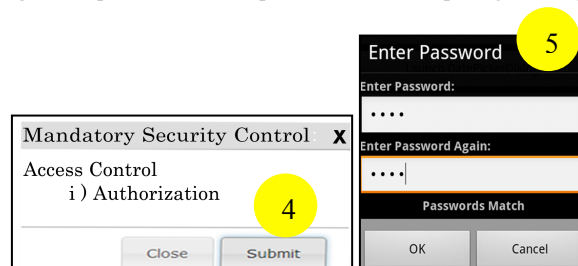 Mandatory Security Control X
Access Control
i ) Authorization
4
Close Submit
5
Enter Password
Enter Password:
••••
Enter Password Again:
••••
Passwords Match
OK Cancel